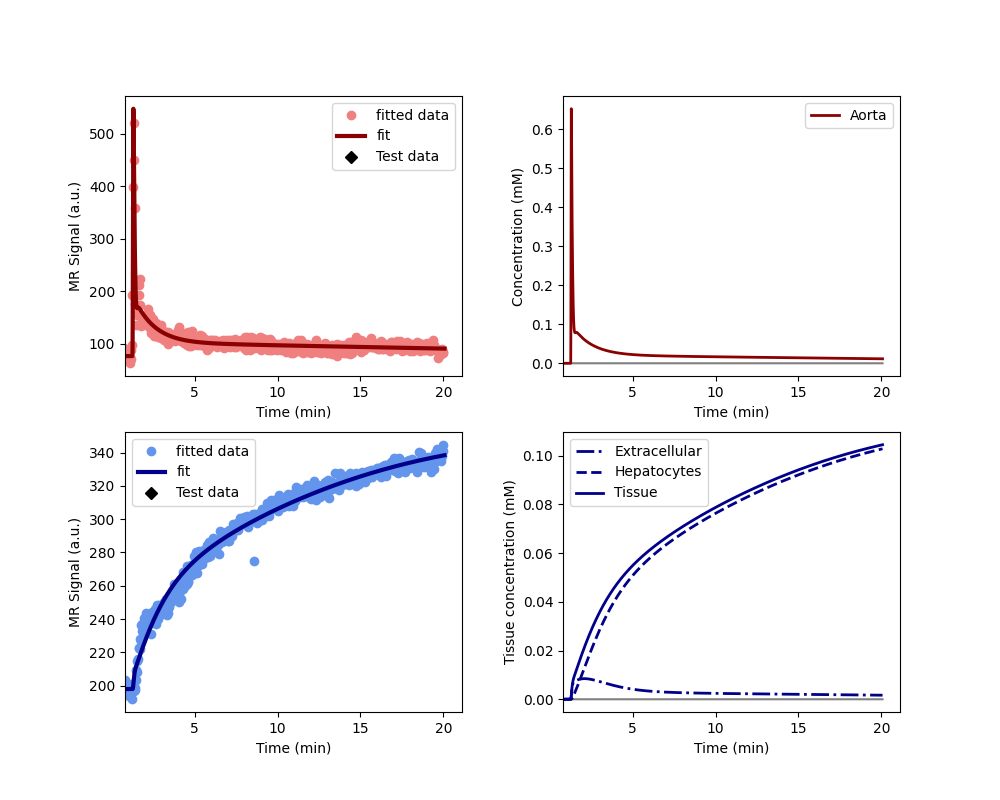 500
400
300
200
100
MR Signal (a.u.)
5
10
15
20
Time (min)
fitted data
fit
Test data
0.6
0.5
0.4
0.3
0.2
0.1
0.0
Concentration (mM)
5
10
15
20
Time (min)
Aorta
340
320
300
280
260
240
220
200
MR Signal (a.u.)
5
10
15
20
Time (min)
fitted data
fit
Test data
0.10
0.08
0.06
0.04
0.02
0.00
Tissue concentration (mM)
5
10
15
20
Time (min)
Extracellular
Hepatocytes
Tissue